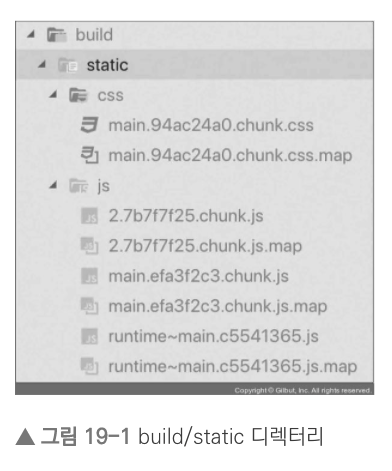 build
static
css
main.94ac24a0.chunk.css
main.94ac24a0.chunk.css.map
js
2.7b7f7f25.chunk.js
2.7b7f7f25.chunk.js.map
main.efa3f2c3.chunk.js
main.efa3f2c3.chunk.js.map
runtime~main.c5541365.js
runtime~main.c5541365.js.map
Copyright © Gilbut, Inc. All rights reserved.
▲ 그림 19-1 build/static 디렉터리